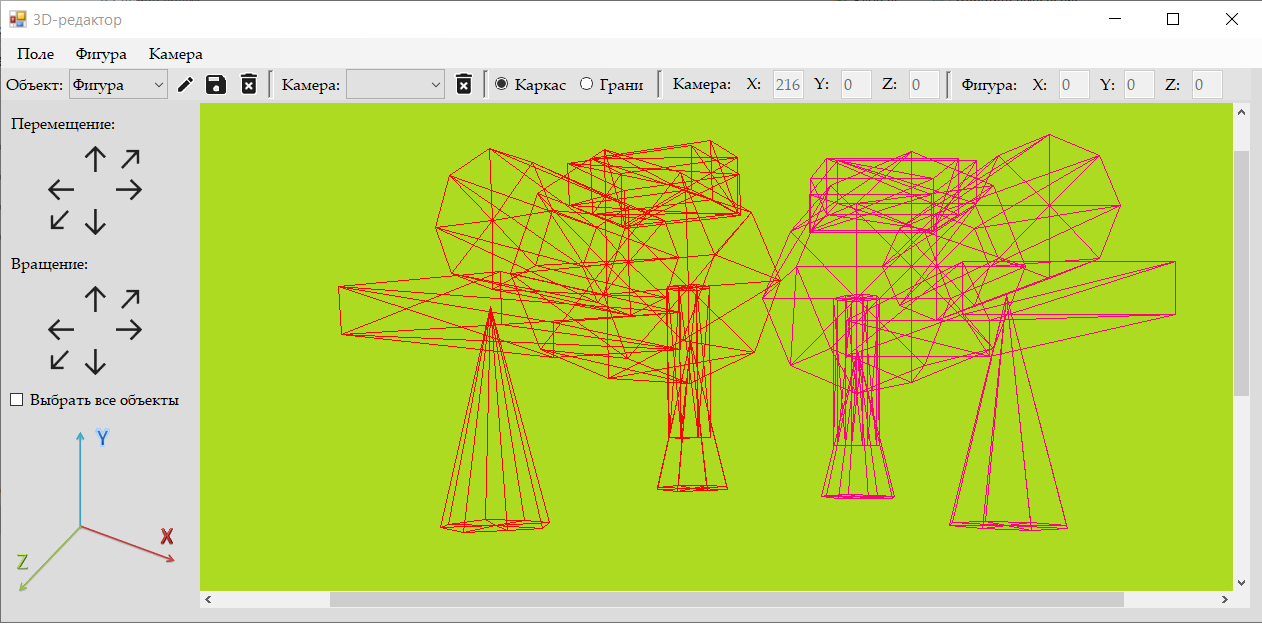 3D-редактор
Поле Фигура Камера
Объект: Фигура Камера: Каркас Грани Камера: X: 216 Y: 0 Z: 0 Фигура: X: 0 Y: 0 Z: 0
Перемещение:
Вращение:
Выбрать все объекты
Y
X
Z